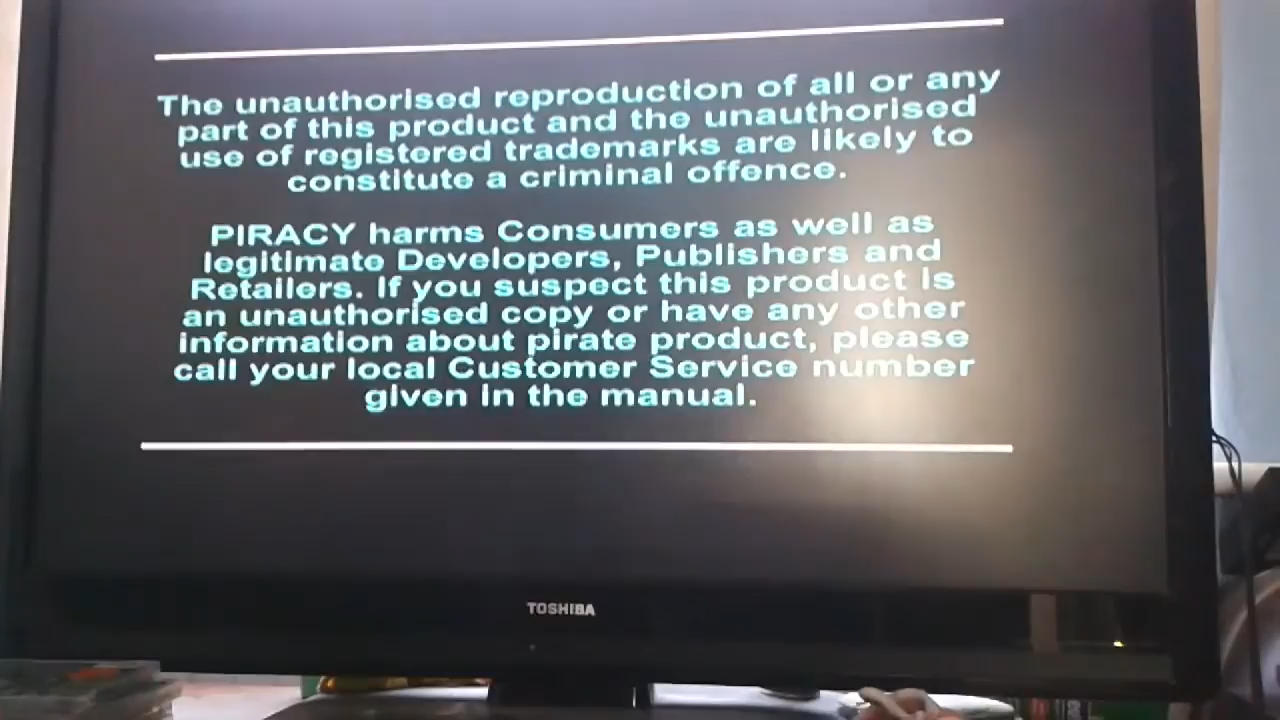 The unauthorised reproduction of all or any
part of this product and the unauthorised
use of registered trademarks are likely to
constitute a criminal offence.
PIRACY harms Consumers as well as
legitimate Developers, Publishers and
Retailers. If you suspect this product is
an unauthorised copy or have any other
information about pirate product, please
call your local Customer Service number
given in the manual.
TOSHIBA